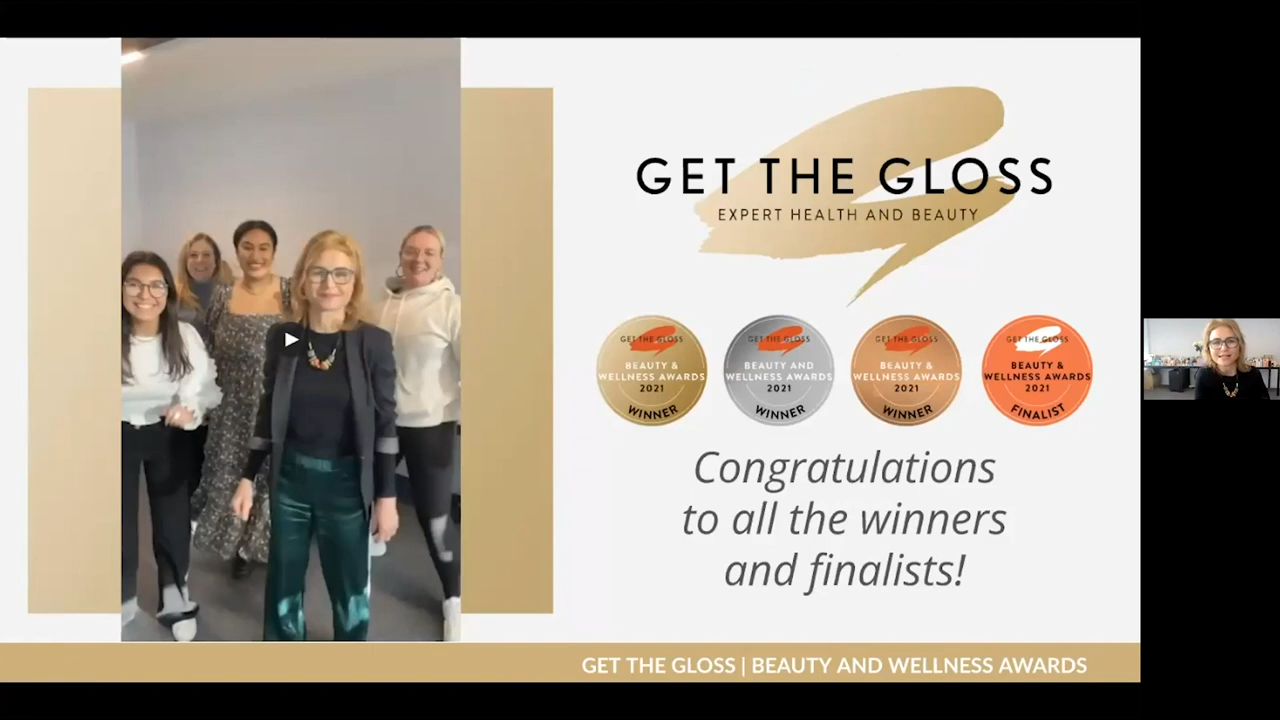 GET THE GLOSS
EXPERT HEALTH AND BEAUTY
GET THE GLOSS
BEAUTY &
WELLNESS AWARDS
2021
WINNER
GET THE GLOSS
BEAUTY AND
WELLNESS AWARDS
2021
WINNER
GET THE GLOSS
BEAUTY &
WELLNESS AWARDS
2021
WINNER
GET THE GLOSS
BEAUTY &
WELLNESS AWARDS
2021
FINALIST
Congratulations
to all the winners
and finalists!
GET THE GLOSS | BEAUTY AND WELLNESS AWARDS